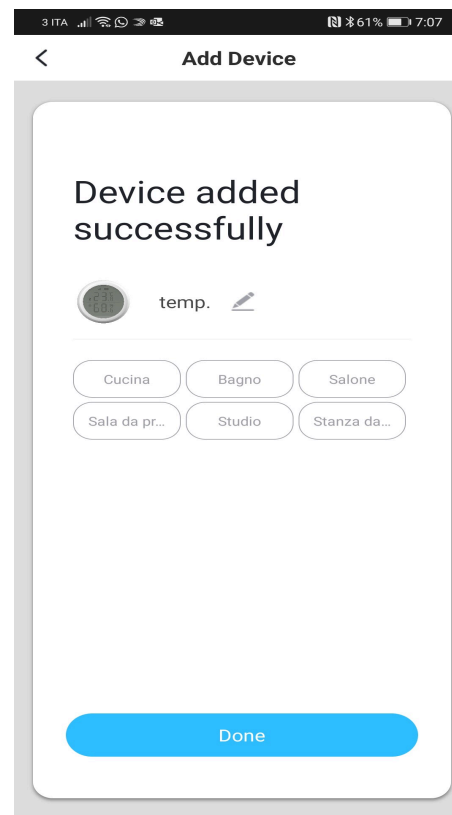 3 ITA 61% 7:07
Add Device
Device added
successfully
temp.
Cucina Bagno Salone
Sala da pr... Studio Stanza da...
Done